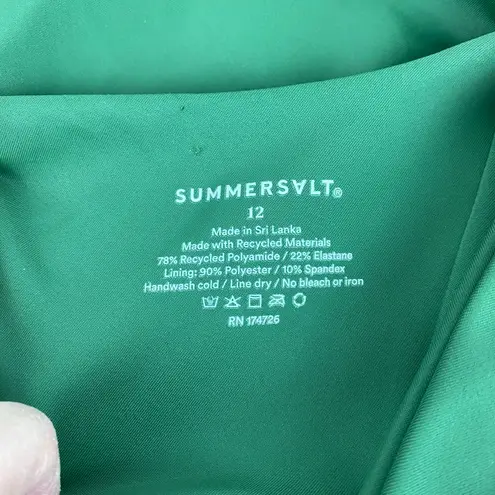 SUMMERSALT®
12
Made in Sri Lanka
Made with Recycled Materials
78% Recycled Polyamide / 22% Elastane
Lining: 90% Polyester / 10% Spandex
Handwash cold / Line dry / No bleach or iron
RN 174726